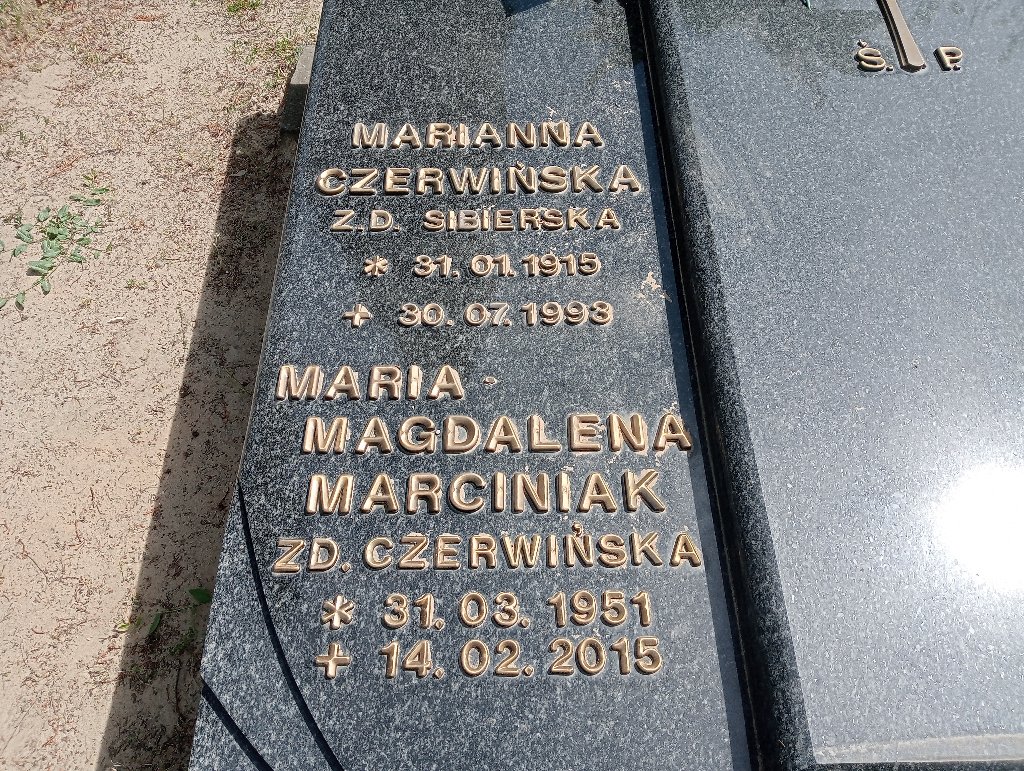 Ś. P.
MARIANNA
CZERWIŃSKA
Z.D. SIBIERSKA
* 31. 01. 1915
+ 30. 07. 1998
MARIA -
MAGDALENA
MARCINIAK
ZD. CZERWIŃSKA
* 31. 03. 1951
+ 14. 02. 2015